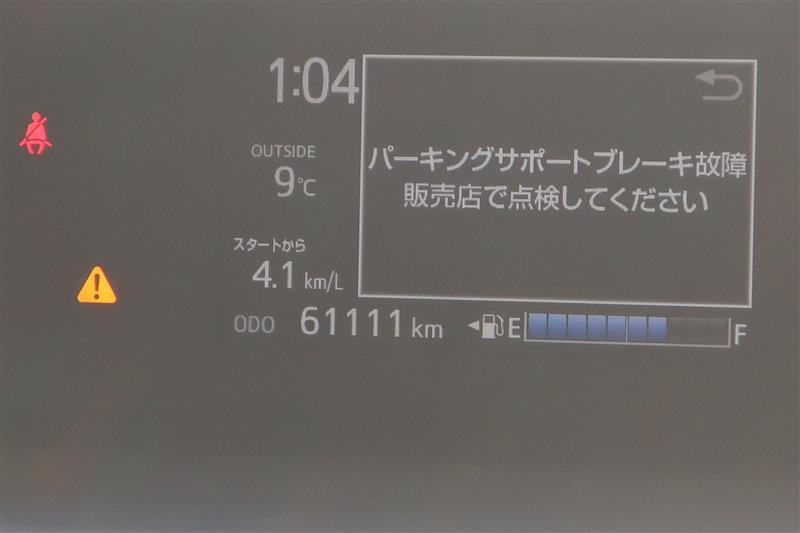 1:04
OUTSIDE
9℃
スタートから
4.1 km/L
パーキングサポートブレーキ故障
販売店で点検してください
ODO 61111 km
E F